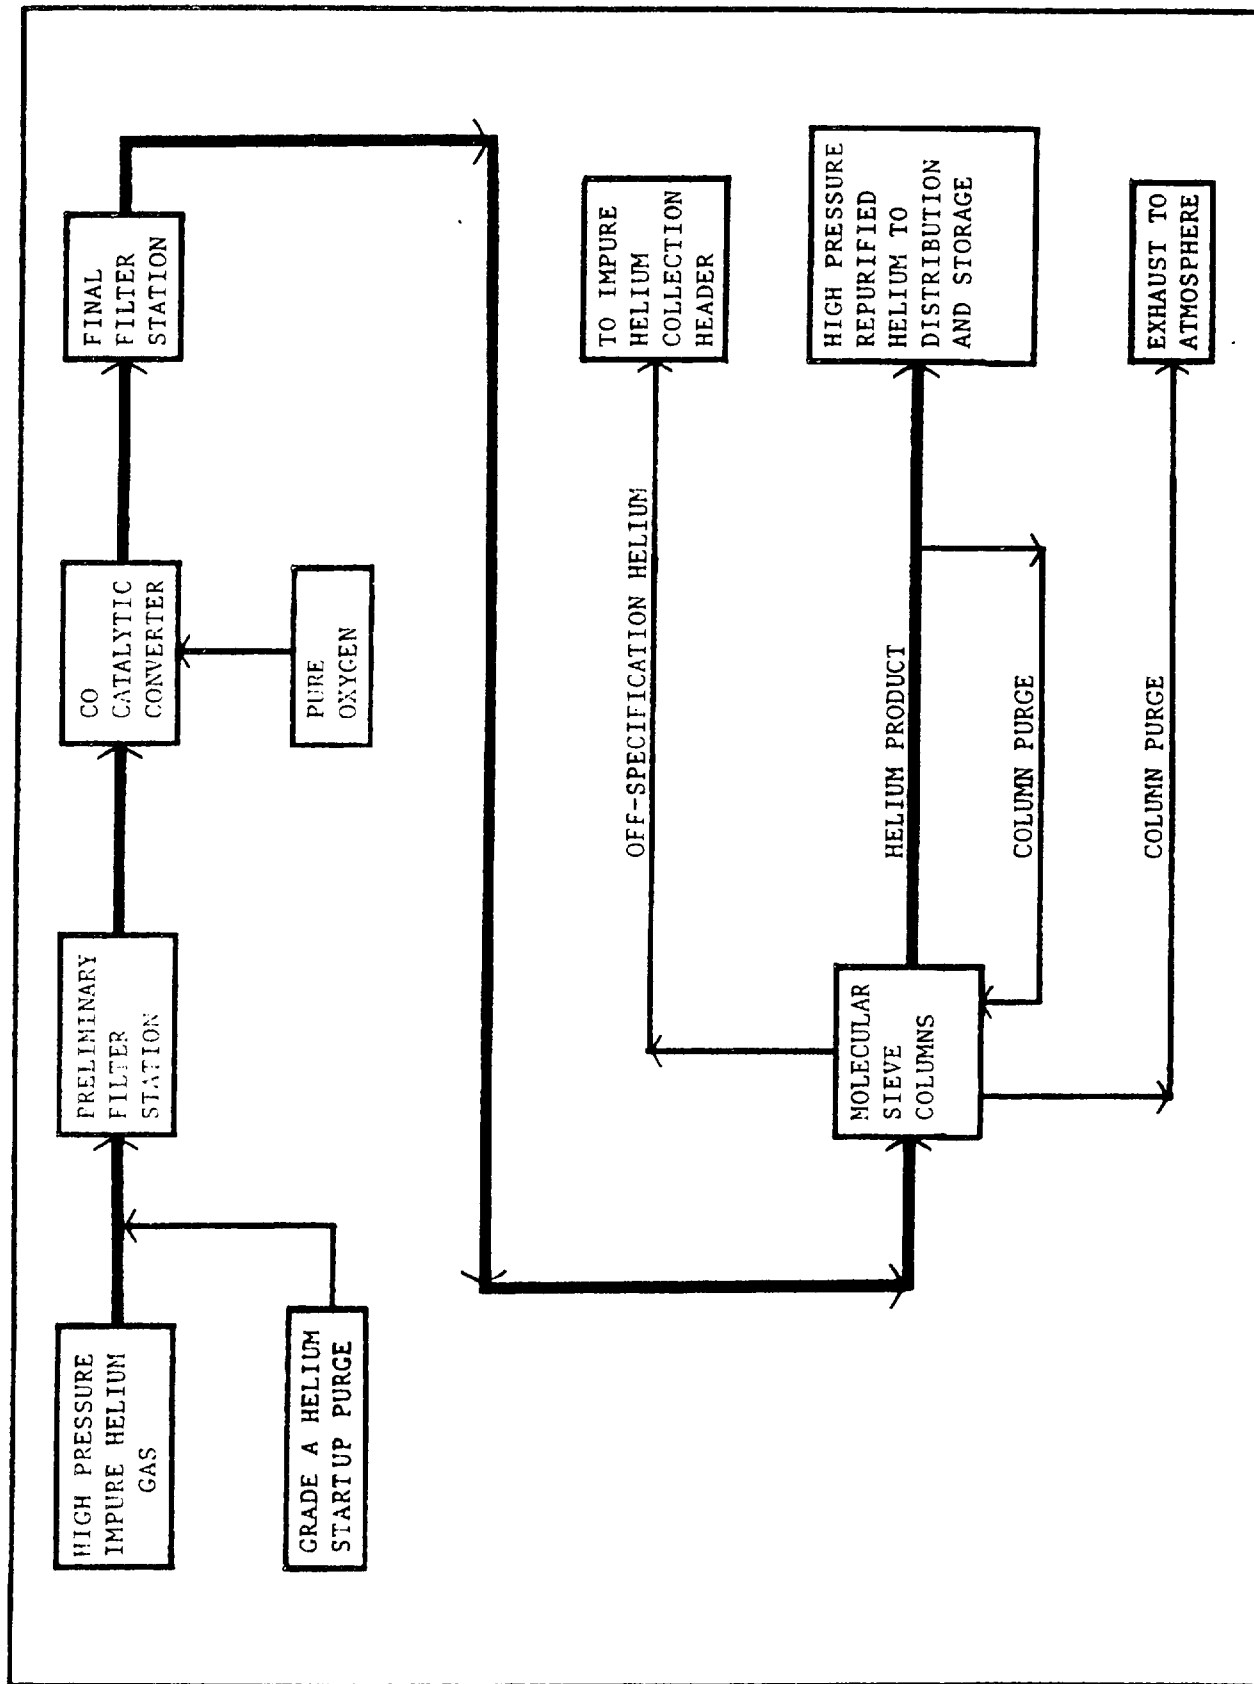 HIGH PRESSURE
IMPURE HELIUM
GAS
PRELIMINARY
FILTER
STATION
CO
CATALYTIC
CONVERTER
FINAL
FILTER
STATION
GRADE A HELIUM
STARTUP PURGE
PURE
OXYGEN
OFF-SPECIFICATION HELIUM
TO IMPURE
HELIUM
COLLECTION
HEADER
MOLECULAR
SIEVE
COLUMNS
HELIUM PRODUCT
HIGH PRESSURE
REPURIFIED
HELIUM TO
DISTRIBUTION
AND STORAGE
COLUMN PURGE
COLUMN PURGE
EXHAUST TO
ATMOSPHERE